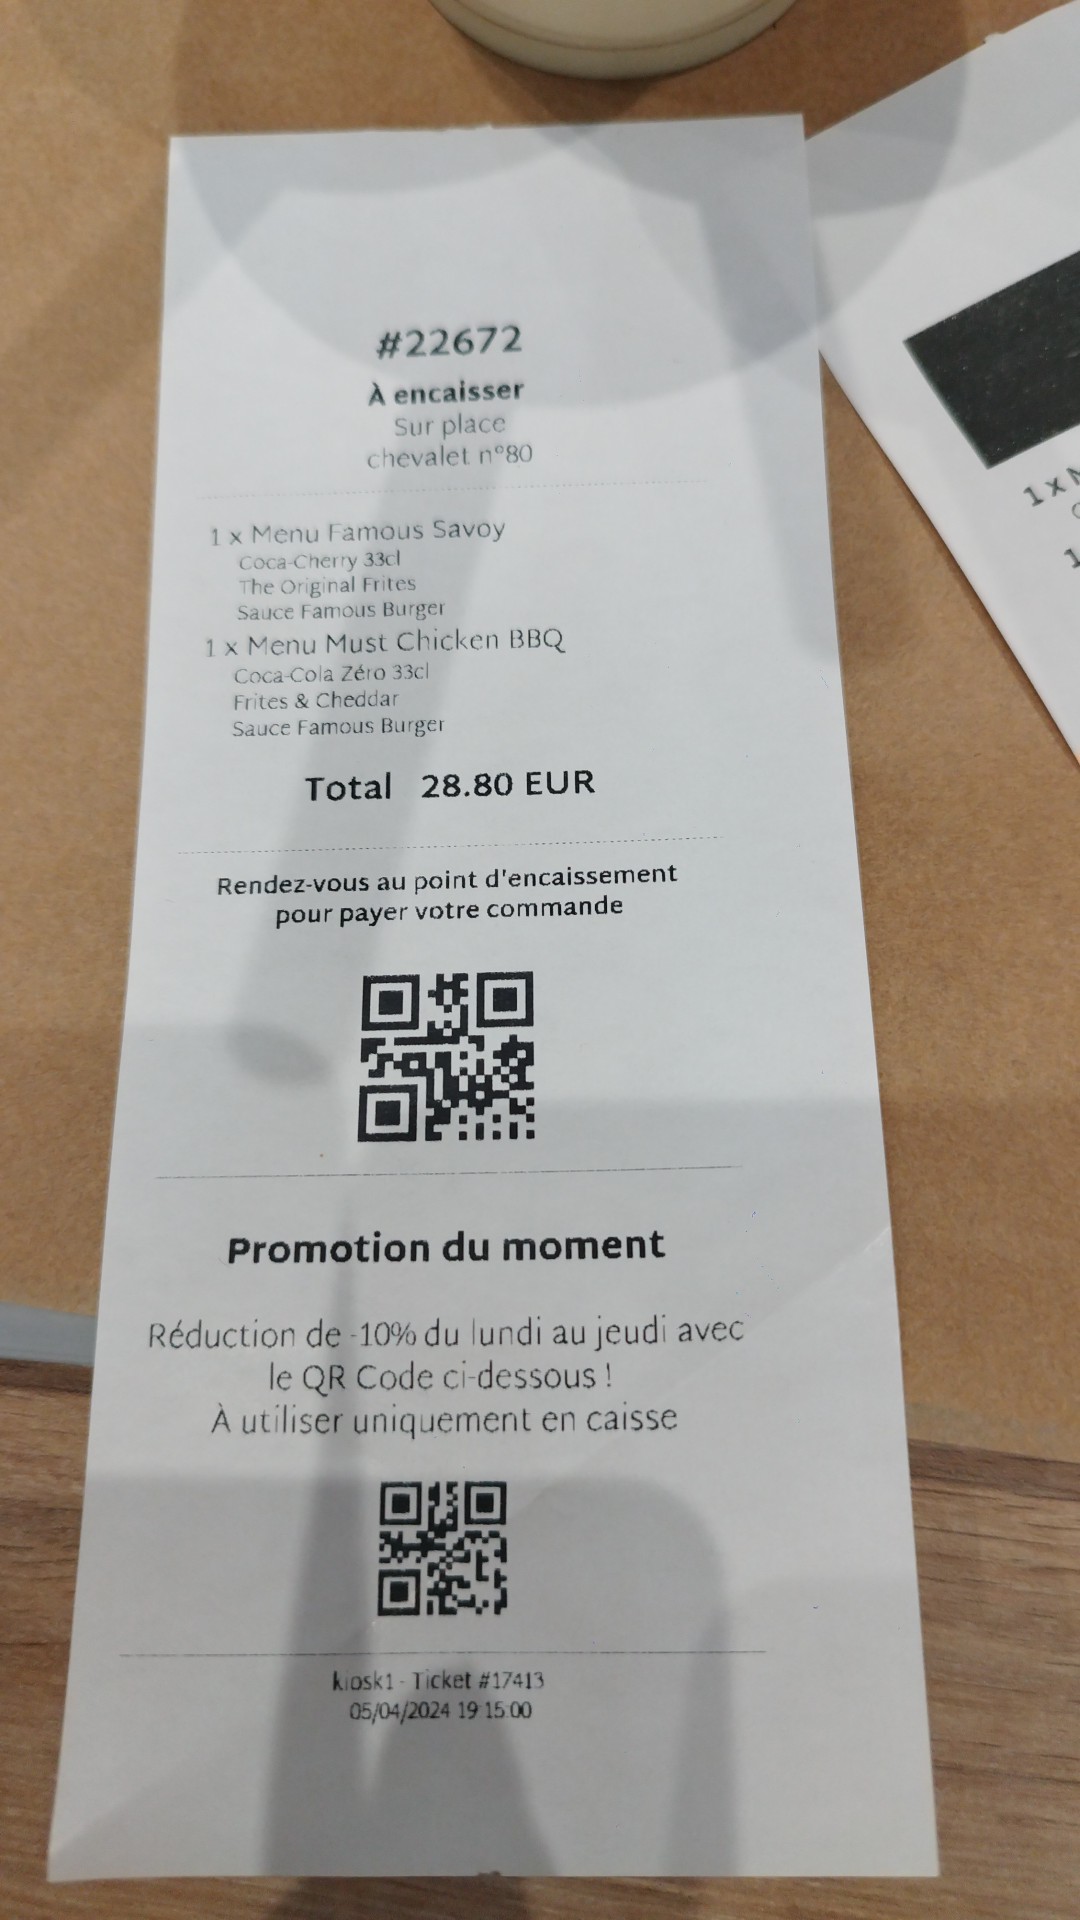 #22672
À encaisser
Sur place
chevalet n°80
1 x Menu Famous Savoy
Coca-Cherry 33cl
The Original Frites
Sauce Famous Burger
1 x Menu Must Chicken BBQ
Coca-Cola Zéro 33cl
Frites & Cheddar
Sauce Famous Burger
Total 28.80 EUR
Rendez-vous au point d'encaissement
pour payer votre commande
Promotion du moment
Réduction de -10% du lundi au jeudi avec
le QR Code ci-dessous !
À utiliser uniquement en caisse
kiosk1 - Ticket #17413
05/04/2024 19:15:00
1 x